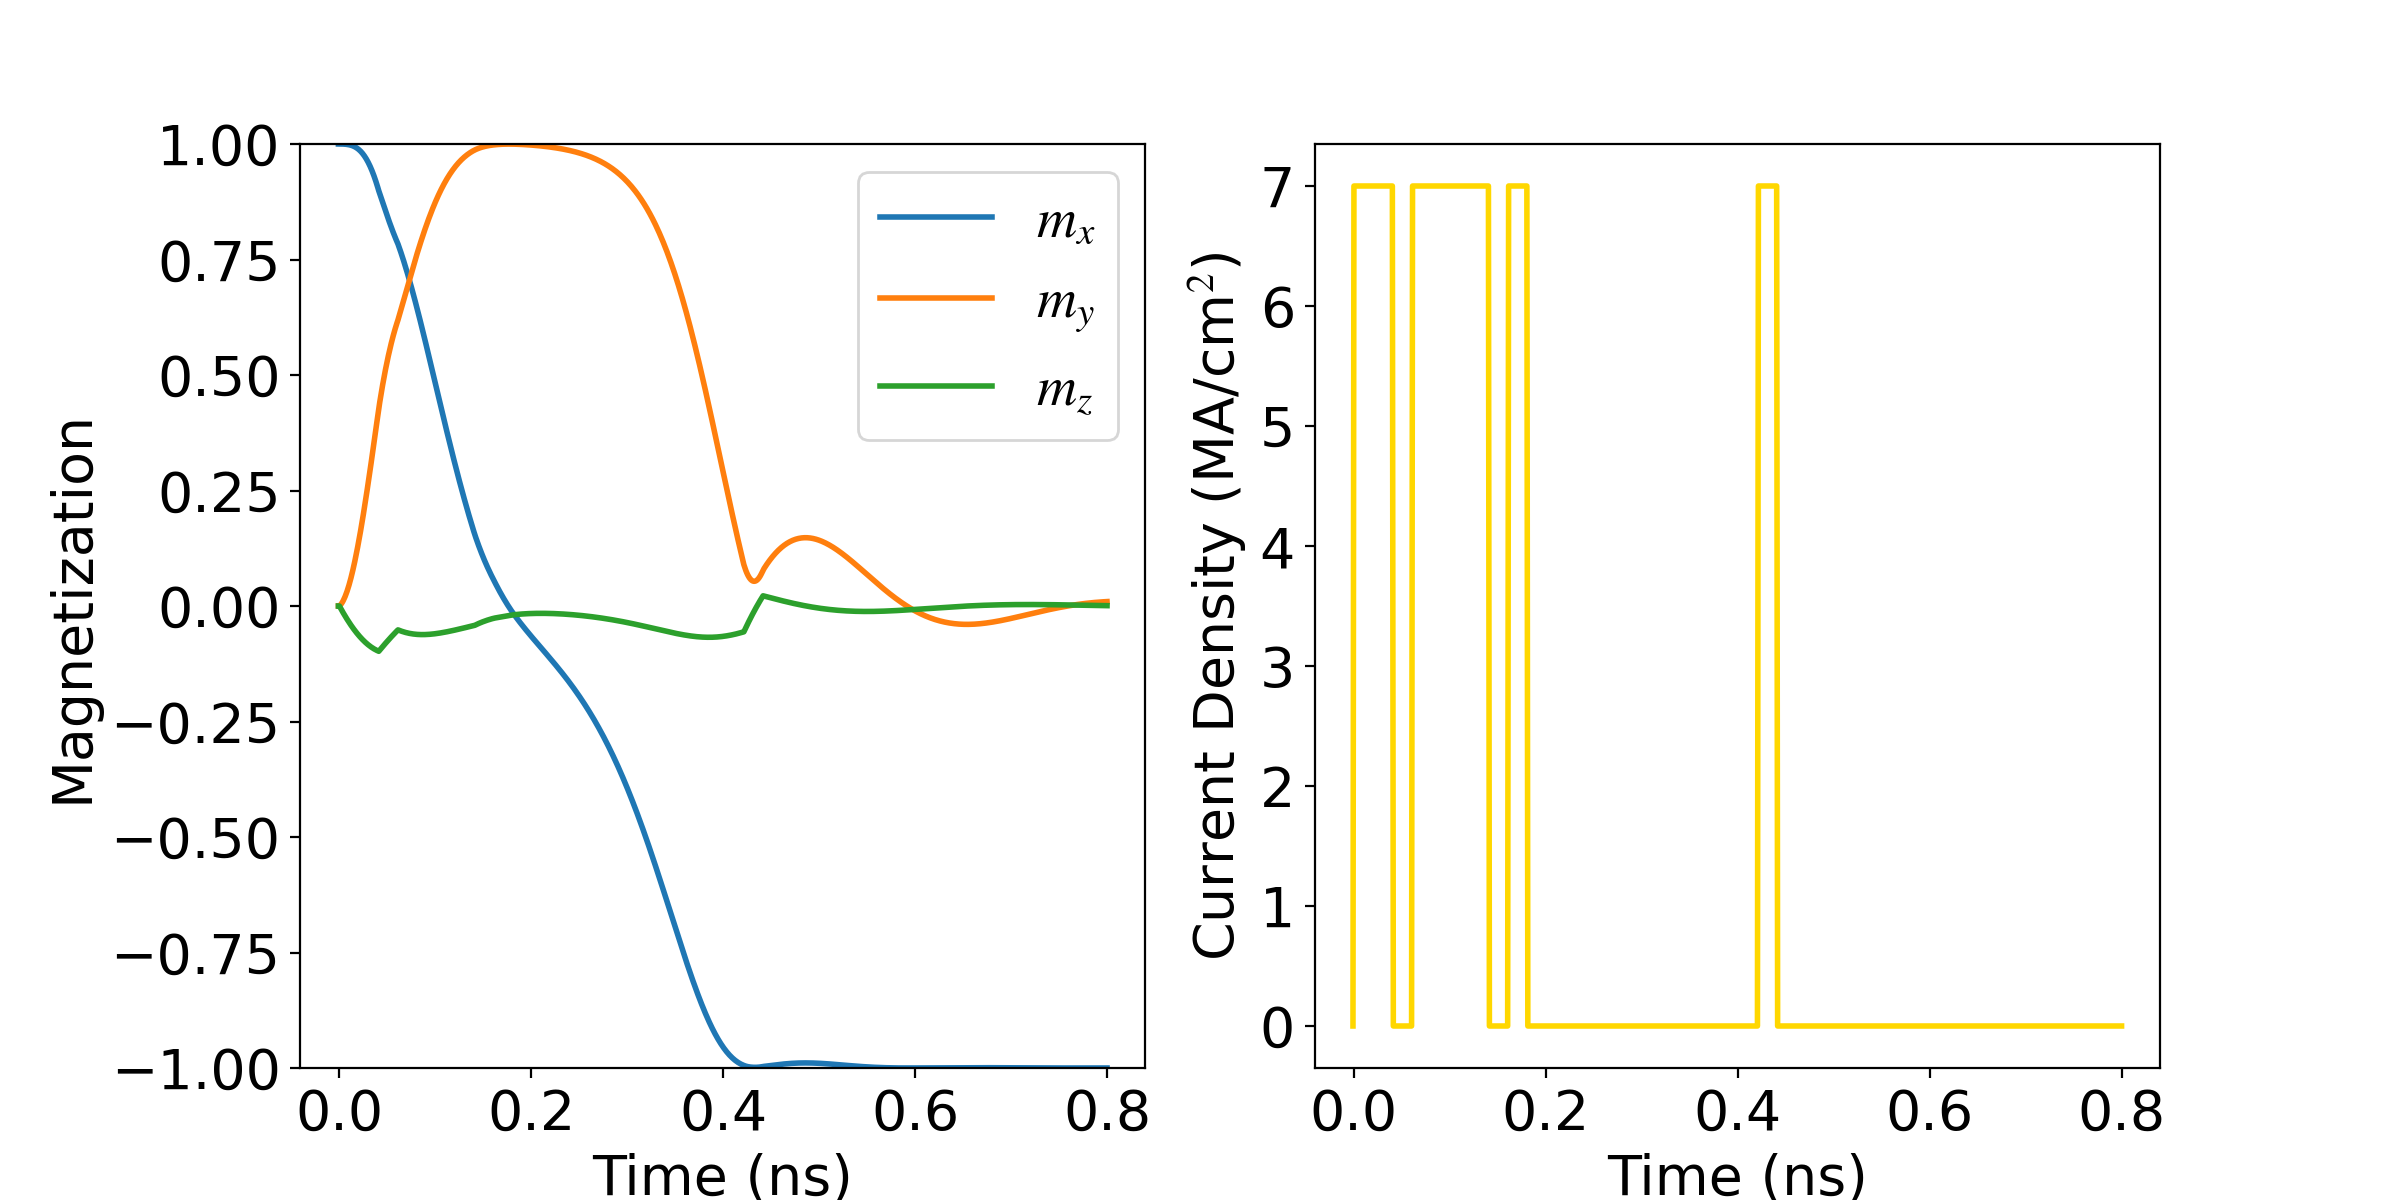 Magnetization
1.00
0.75
0.50
0.25
0.00
−0.25
−0.50
−0.75
−1.00
0.0 0.2 0.4 0.6 0.8
Time (ns)
mₓ
m_y
m_z
Current Density (MA/cm²)
7
6
5
4
3
2
1
0
0.0 0.2 0.4 0.6 0.8
Time (ns)